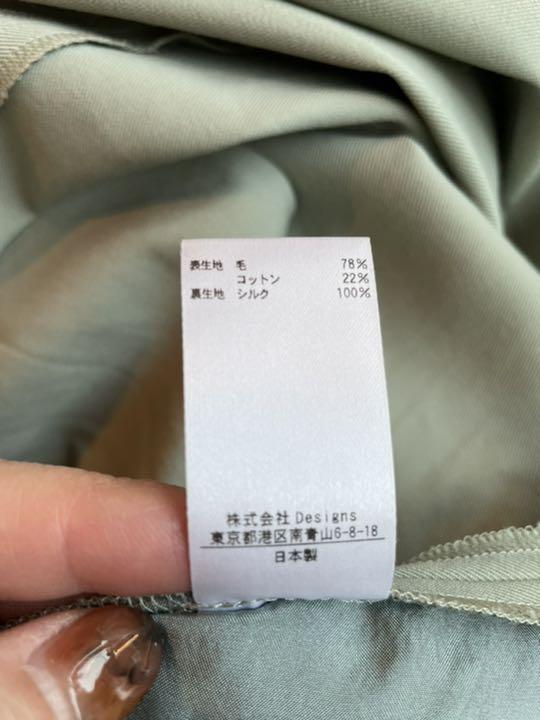 表生地 毛 78%
コットン 22%
裏生地 シルク 100%
株式会社 Designs
東京都港区南青山6-8-18
日本製